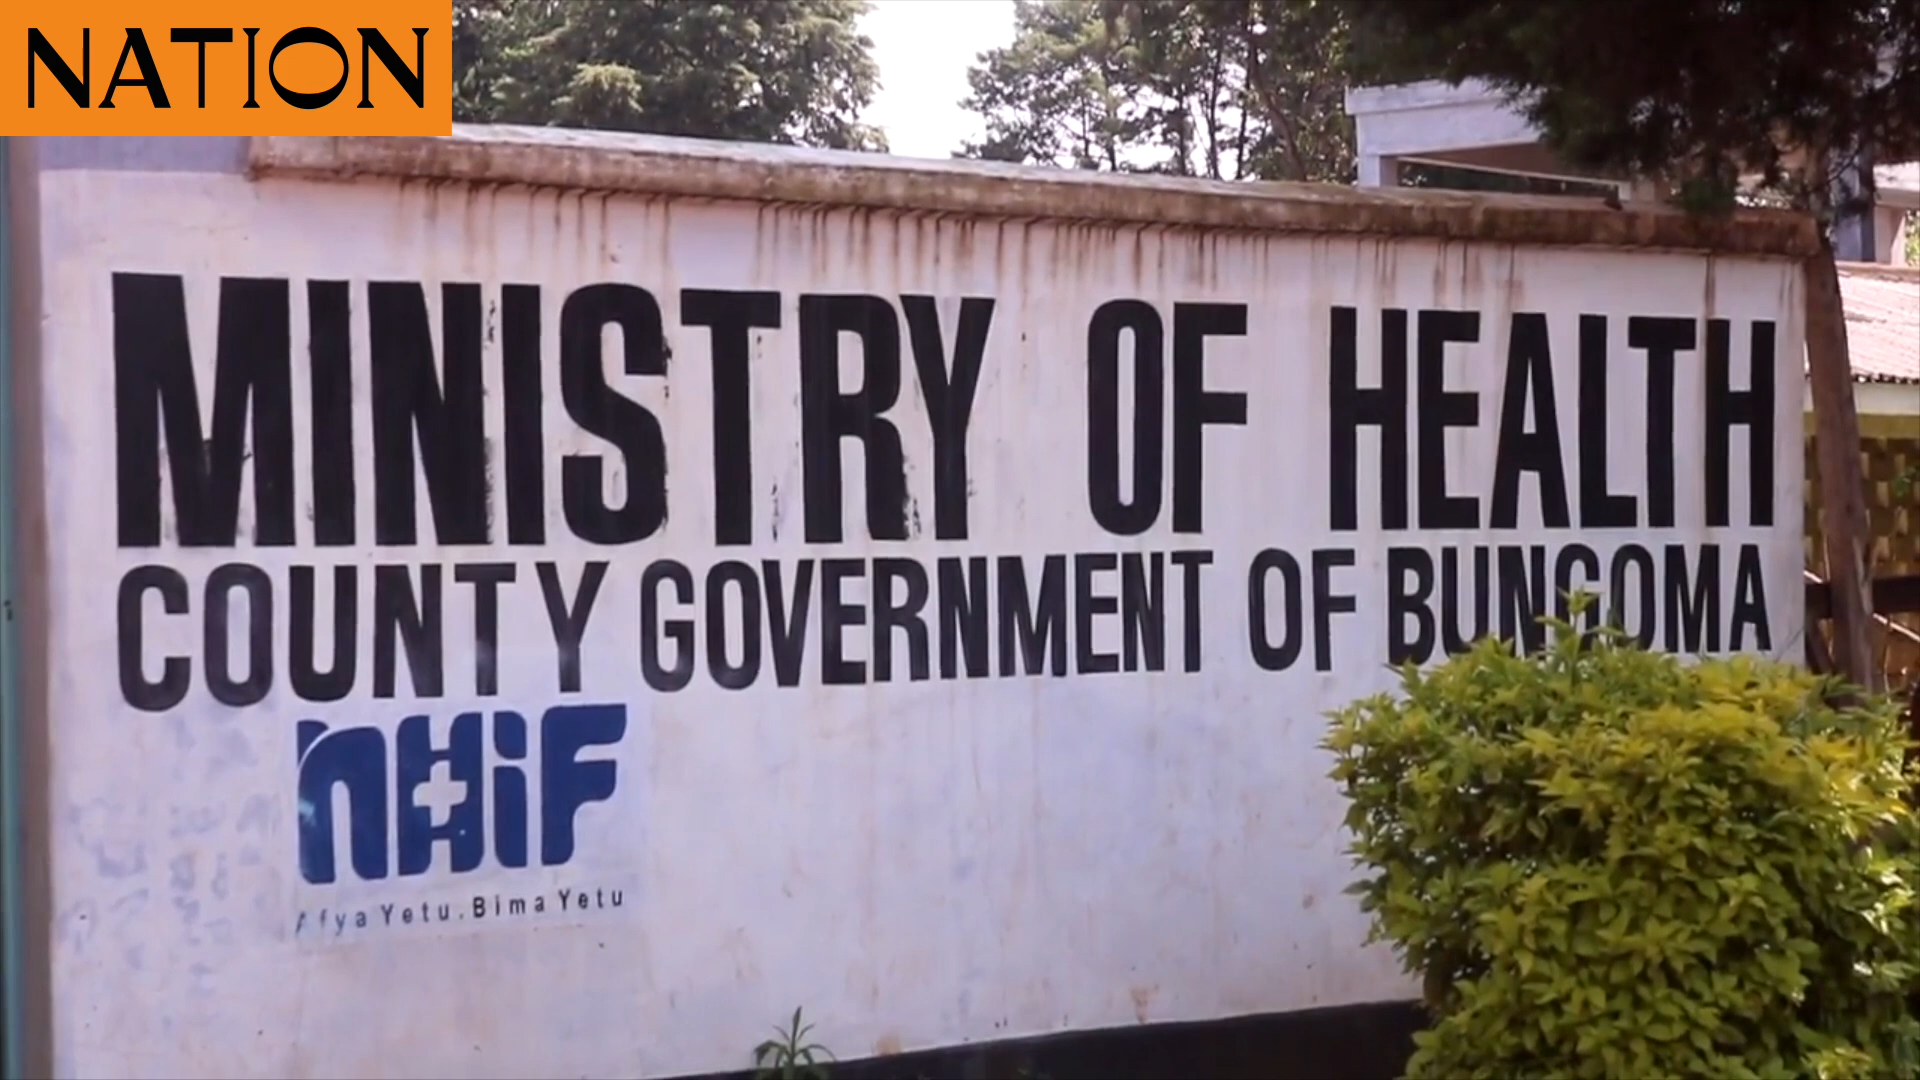 NATION
MINISTRY OF HEALTH
COUNTY GOVERNMENT OF BUNGOMA
nHiF
Afya Yetu. Bima Yetu